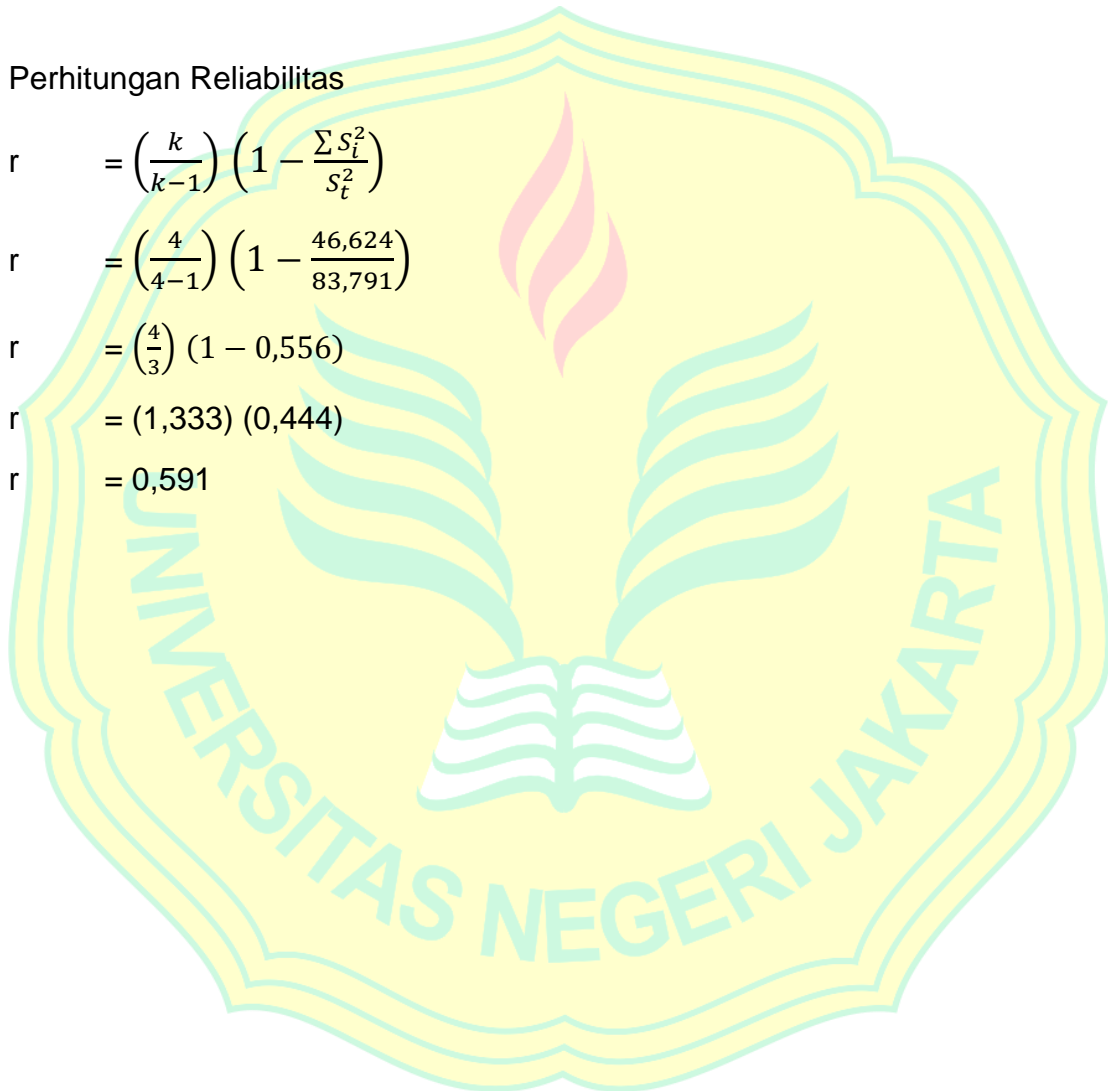 Perhitungan Reliabilitas
r = (k/(k−1)) (1 − ∑ S_i^2/S_t^2)
r = (4/(4−1)) (1 − 46,624/83,791)
r = (4/3) (1 − 0,556)
r = (1,333) (0,444)
r = 0,591
UNIVERSITAS NEGERI JAKARTA